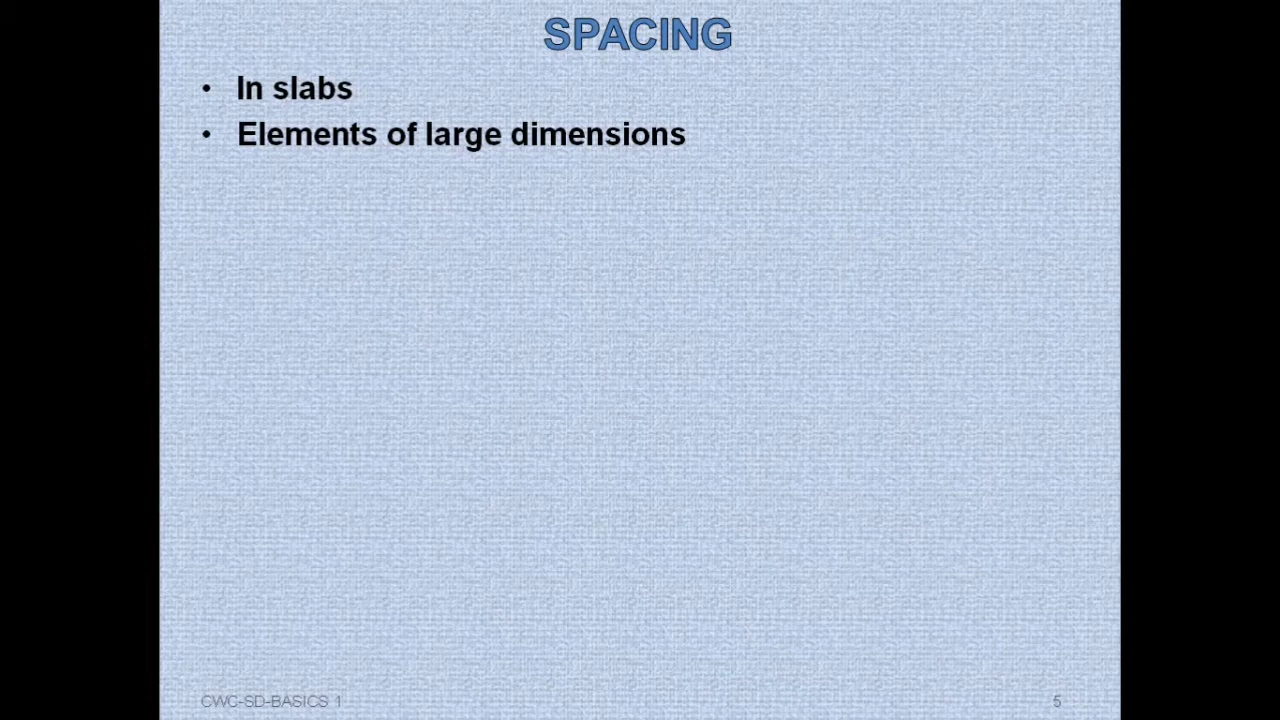 SPACING
• In slabs
• Elements of large dimensions
CWC-SD-BASICS 1
5